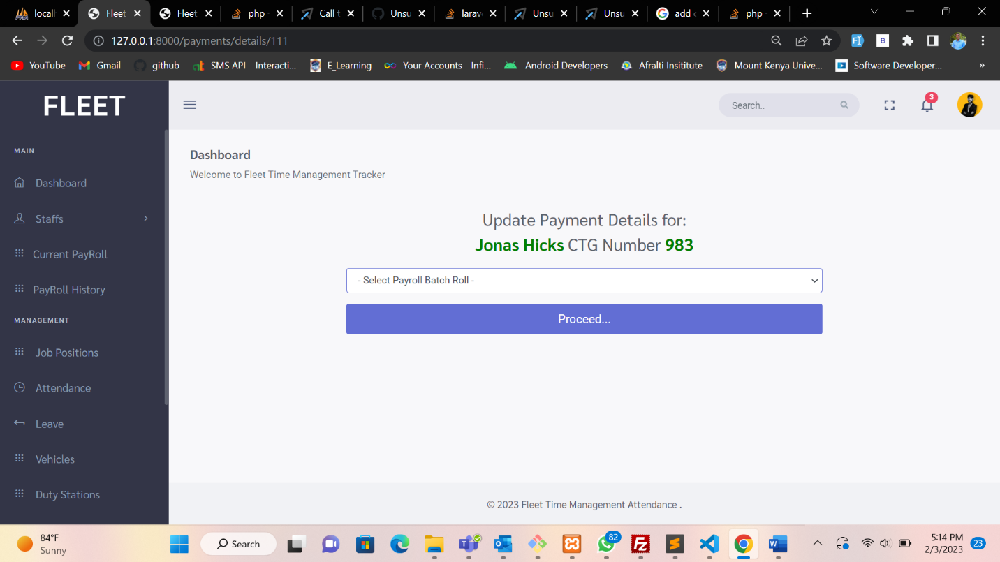 locall
Fleet
Fleet
php -
Call t
Unsu
larave
Unsu
Unsu
add c
php -
127.0.0.1:8000/payments/details/111
YouTube
Gmail
github
SMS API – Interacti...
E_Learning
Your Accounts - Infi...
Android Developers
Afralti Insititute
Mount Kenya Unive...
Software Developer...
»
FLEET
Search..
3
MAIN
Dashboard
Staffs
Current PayRoll
PayRoll History
MANAGEMENT
Job Positions
Attendance
Leave
Vehicles
Duty Stations
Dashboard
Welcome to Fleet Time Management Tracker
Update Payment Details for:
Jonas Hicks CTG Number 983
- Select Payroll Batch Roll -
Proceed...
© 2023 Fleet Time Management Attendance .
84°F
Sunny
Search
82
5:14 PM
2/3/2023
23